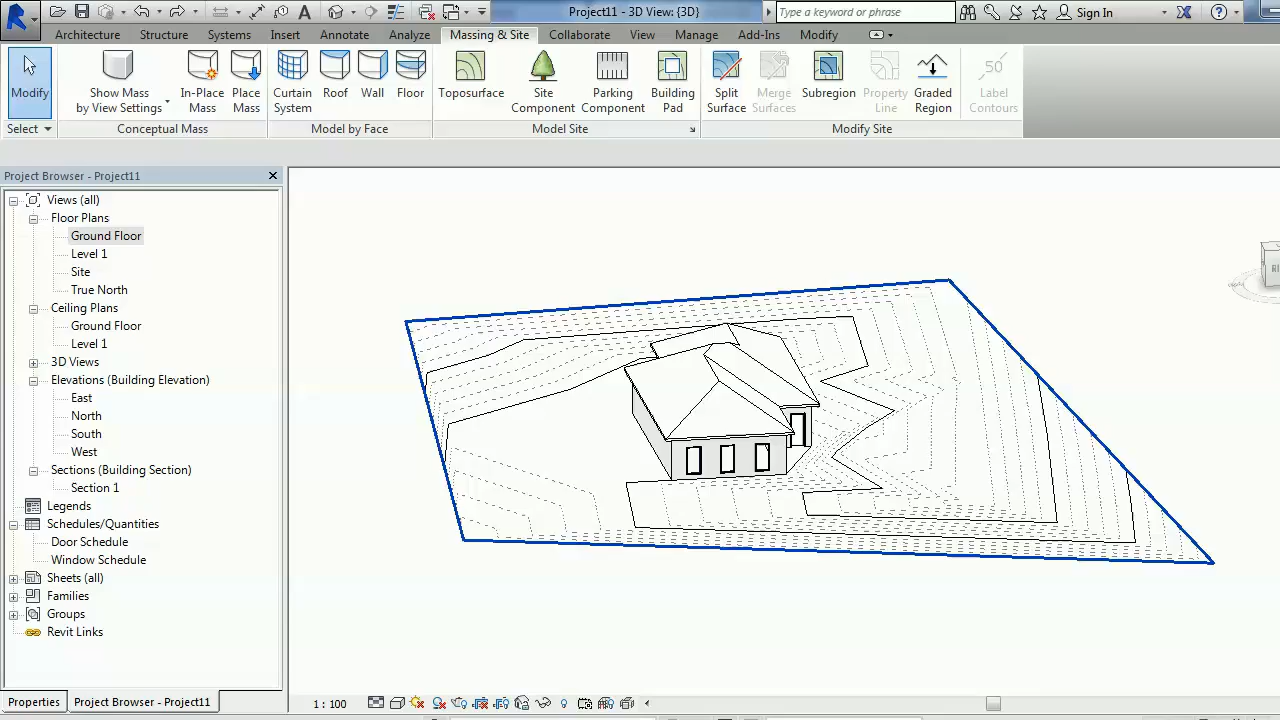 Project11 - 3D View: {3D}
Type a keyword or phrase
Sign In
Architecture Structure Systems Insert Annotate Analyze Massing & Site Collaborate View Manage Add-Ins Modify
Modify
Show Mass
by View Settings
In-Place
Mass
Place
Mass
Curtain
System
Roof
Wall
Floor
Toposurface
Site
Component
Parking
Component
Building
Pad
Split
Surface
Merge
Surfaces
Subregion
Property
Line
Graded
Region
50
Label
Contours
Select
Conceptual Mass
Model by Face
Model Site
Modify Site
Project Browser - Project11
Views (all)
Floor Plans
Ground Floor
Level 1
Site
True North
Ceiling Plans
Ground Floor
Level 1
3D Views
Elevations (Building Elevation)
East
North
South
West
Sections (Building Section)
Section 1
Legends
Schedules/Quantities
Door Schedule
Window Schedule
Sheets (all)
Families
Groups
Revit Links
Properties
Project Browser - Project11
1 : 100